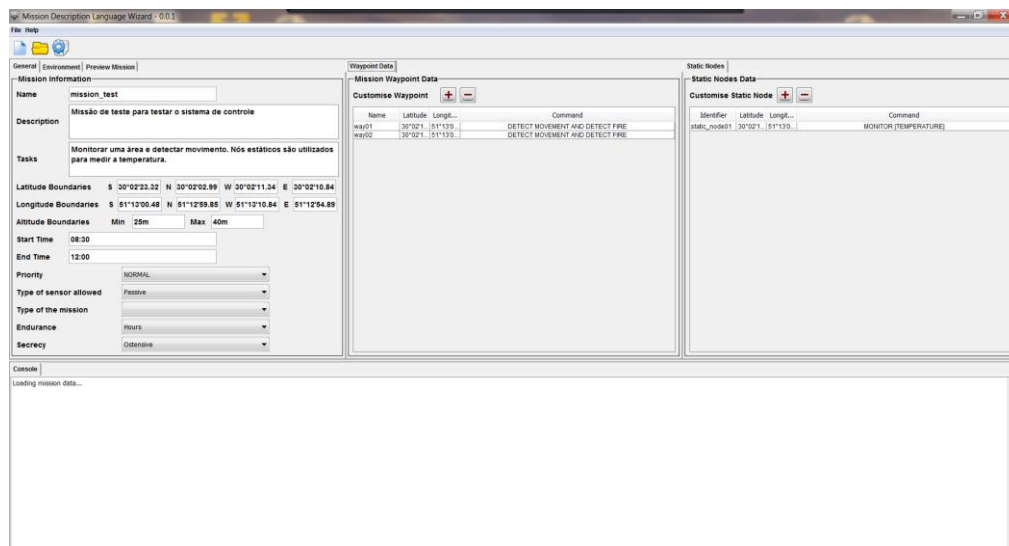 Mission Description Language Wizard - 0.0.1
File Help
General Environment Preview Mission
Mission Information
Name mission_test
Description Missão de teste para testar o sistema de controle
Tasks Monitorar uma área e detectar movimento. Nós estáticos são utilizados
para medir a temperatura.
Latitude Boundaries S 30°02'23.32 N 30°02'02.99 W 30°02'11.34 E 30°02'10.84
Longitude Boundaries S 51°13'00.48 N 51°12'59.85 W 51°13'10.84 E 51°12'54.89
Altitude Boundaries Min 25m Max 40m
Start Time 08:30
End Time 12:00
Priority NORMAL
Type of sensor allowed Passive
Type of the mission
Endurance Hours
Secrecy Ostensive
Waypoint Data
Mission Waypoint Data
Customise Waypoint + −
Name Latitude Longit... Command
way01 30°02'1... 51°13'0... DETECT MOVEMENT AND DETECT FIRE
way02 30°02'1... 51°13'0... DETECT MOVEMENT AND DETECT FIRE
Static Nodes
Static Nodes Data
Customise Static Node + −
Identifier Latitude Longit... Command
static_node01 30°02'1... 51°13'0... MONITOR [TEMPERATURE]
Console
Loading mission data...